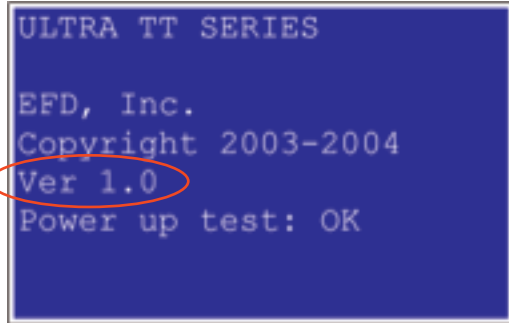 ULTRA TT SERIES
EFD, Inc.
Copyright 2003-2004
Ver 1.0
Power up test: OK